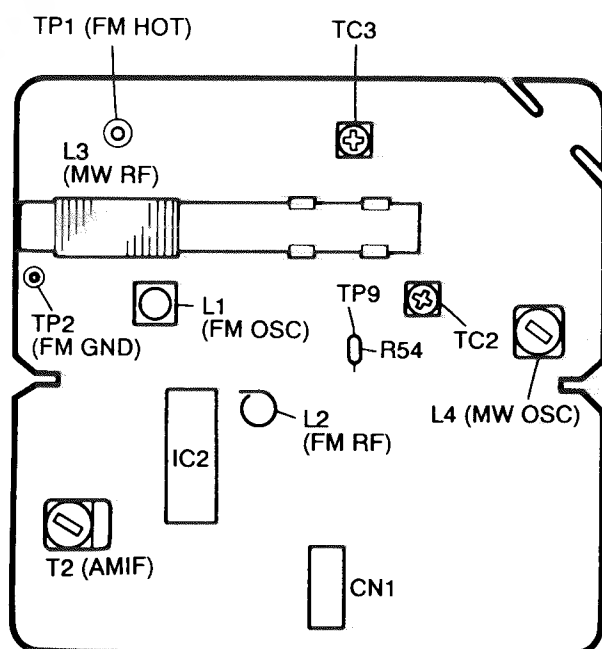 TP1 (FM HOT)
TC3
L3
(MW RF)
TP2
(FM GND)
L1
(FM OSC)
TP9
R54
TC2
L4 (MW OSC)
L2
(FM RF)
IC2
T2 (AMIF)
CN1